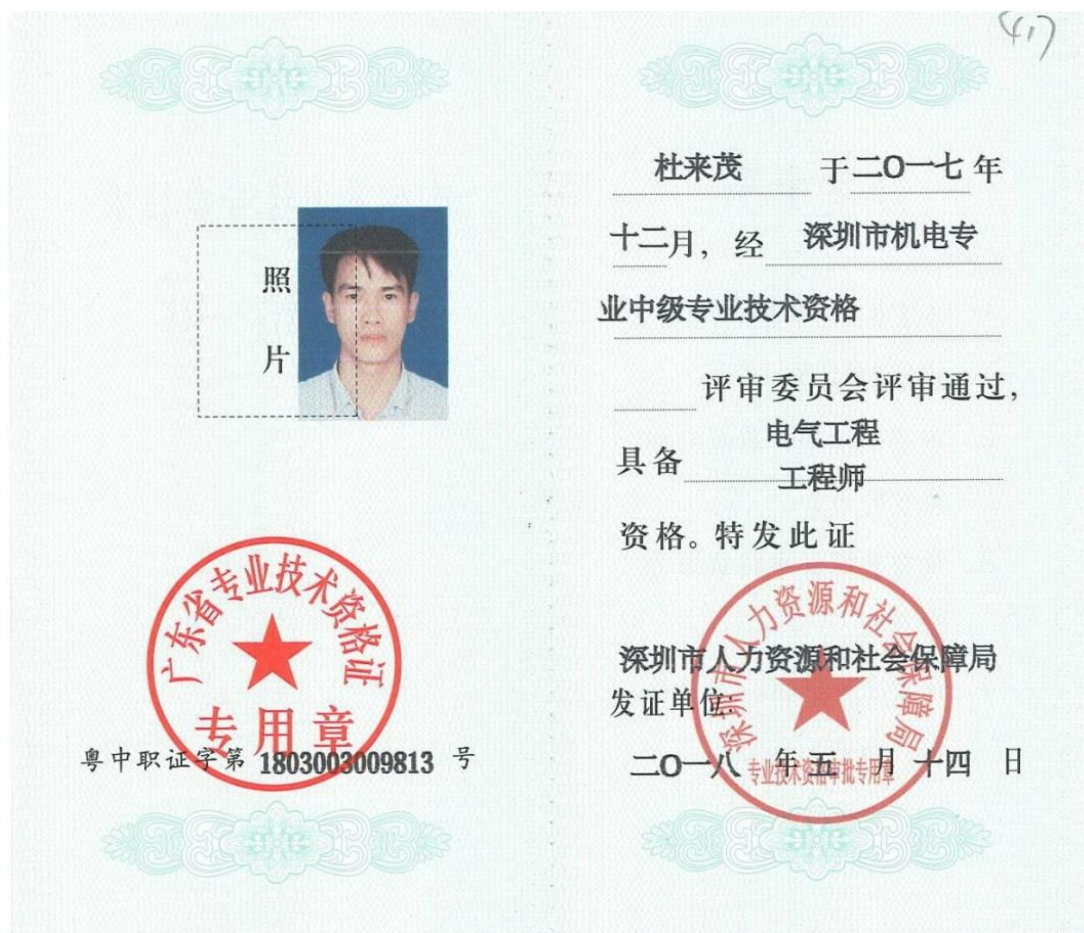 照
片
广东省专业技术资格证
专用章
粤中职证字第 1803003009813 号
(47)
杜来茂 于二O一七年
十二月，经 深圳市机电专
业中级专业技术资格
评审委员会评审通过，
具备 电气工程
工程师
资格。特发此证
深圳市人力资源和社会保障局
深圳市人力资源和社会保障局
发证单位：
二O一八 年五 月十四 日
专业技术资格审批专用章